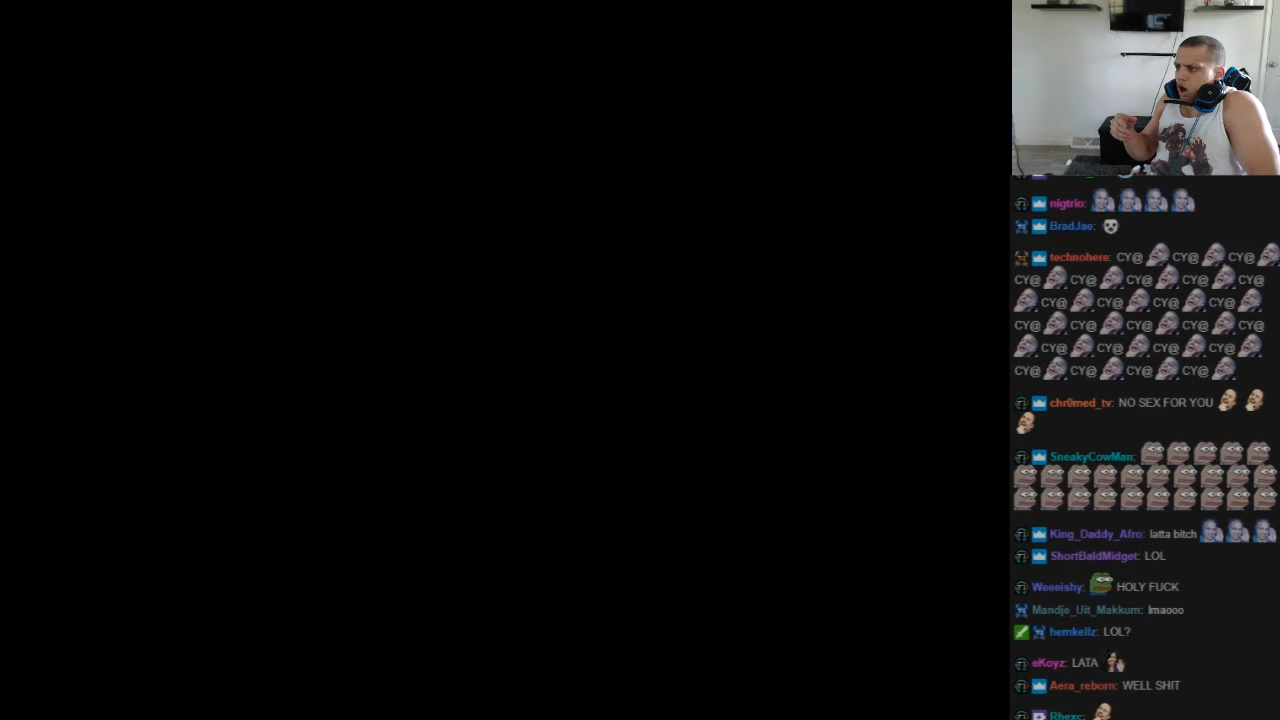 nigtrio:
BradJae:
technohere: CY@ CY@ CY@
CY@ CY@ CY@ CY@ CY@
CY@ CY@ CY@ CY@
CY@ CY@ CY@ CY@ CY@
CY@ CY@ CY@ CY@
CY@ CY@ CY@ CY@
chr0med_tv: NO SEX FOR YOU
SneakyCowMan:
King_Daddy_Afro: latta bitch
ShortBaldMidget: LOL
Weeeishy: HOLY FUCK
Mandje_Uit_Makkum: lmaooo
hemkellz: LOL?
eKoyz: LATA
Aera_reborn: WELL SHIT
Rhexc: